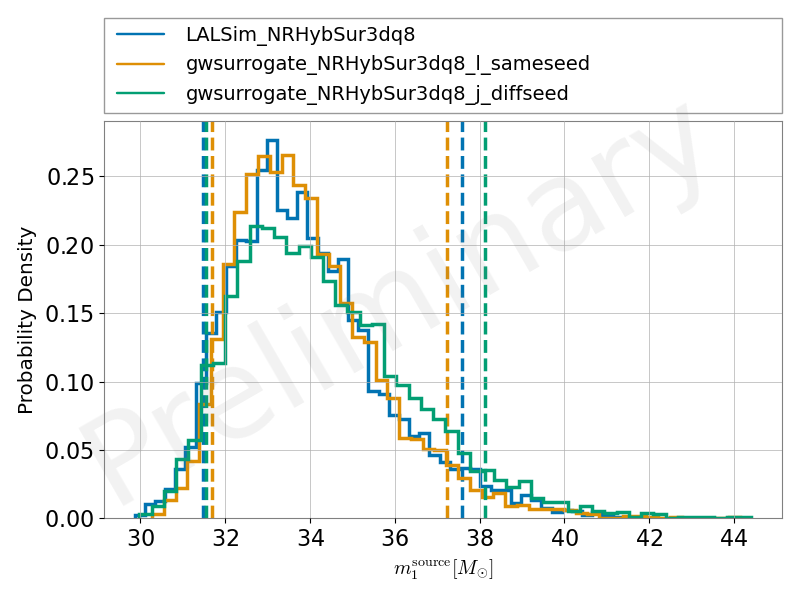 LALSim_NRHybSur3dq8
gwsurrogate_NRHybSur3dq8_l_sameseed
gwsurrogate_NRHybSur3dq8_j_diffseed
Preliminary
0.25
0.20
0.15
0.10
0.05
0.00
Probability Density
30 32 34 36 38 40 42 44
m₁^source [M_⊙]